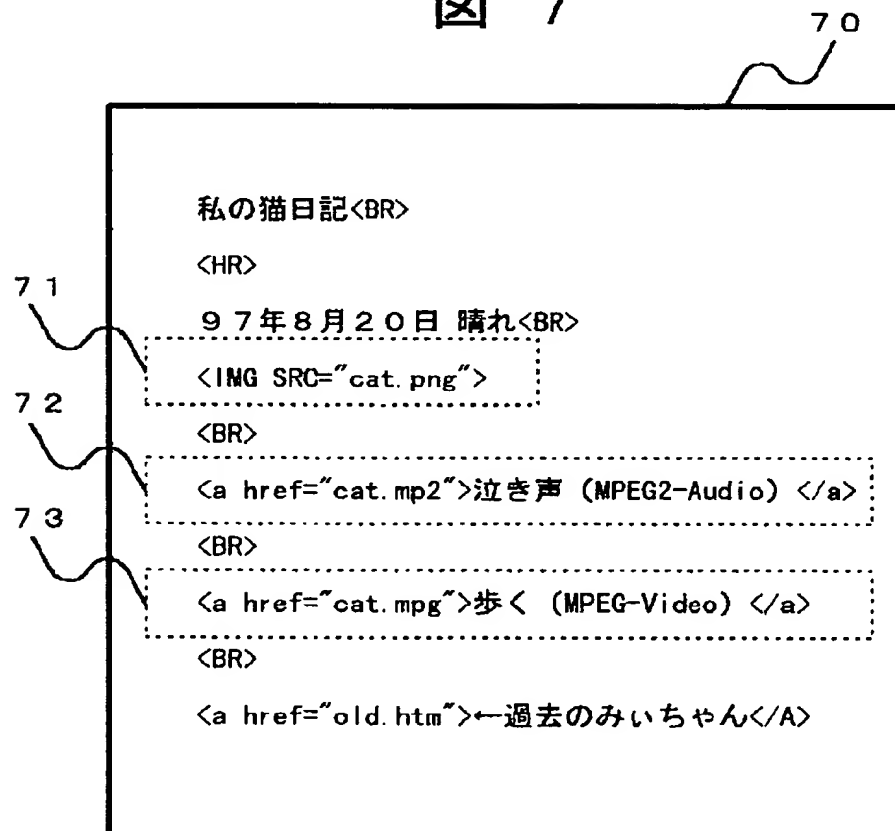 図 7
70
私の猫日記<BR>
<HR>
71
97年8月20日 晴れ<BR>
<IMG SRC="cat.png">
72
<BR>
<a href="cat.mp2">泣き声 (MPEG2-Audio) </a>
73
<BR>
<a href="cat.mpg">歩く (MPEG-Video) </a>
<BR>
<a href="old.htm">←過去のみぃちゃん</A>